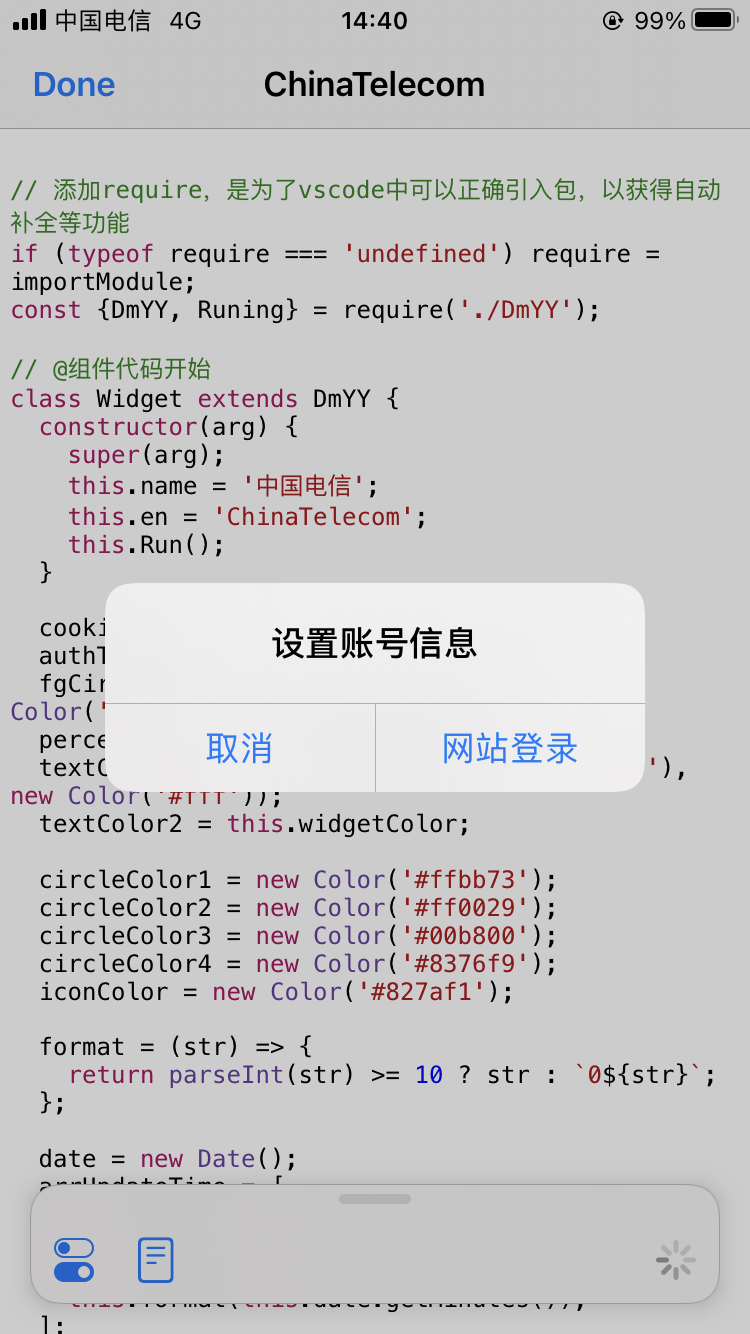 中国电信 4G 14:40 99%
Done ChinaTelecom
// 添加require，是为了vscode中可以正确引入包，以获得自动
补全等功能
if (typeof require === 'undefined') require =
importModule;
const {DmYY, Runing} = require('./DmYY');
// @组件代码开始
class Widget extends DmYY {
constructor(arg) {
super(arg);
this.name = '中国电信';
this.en = 'ChinaTelecom';
this.Run();
}
设置账号信息
取消 网站登录
cooki
authT
fgCir
Color('
perce
textC '),
new Color('#fff'));
textColor2 = this.widgetColor;
circleColor1 = new Color('#ffbb73');
circleColor2 = new Color('#ff0029');
circleColor3 = new Color('#00b800');
circleColor4 = new Color('#8376f9');
iconColor = new Color('#827af1');
format = (str) => {
return parseInt(str) >= 10 ? str : `0${str}`;
};
date = new Date();
arrUpdateTime = [
this.format(this.date.getMinutes()),
];